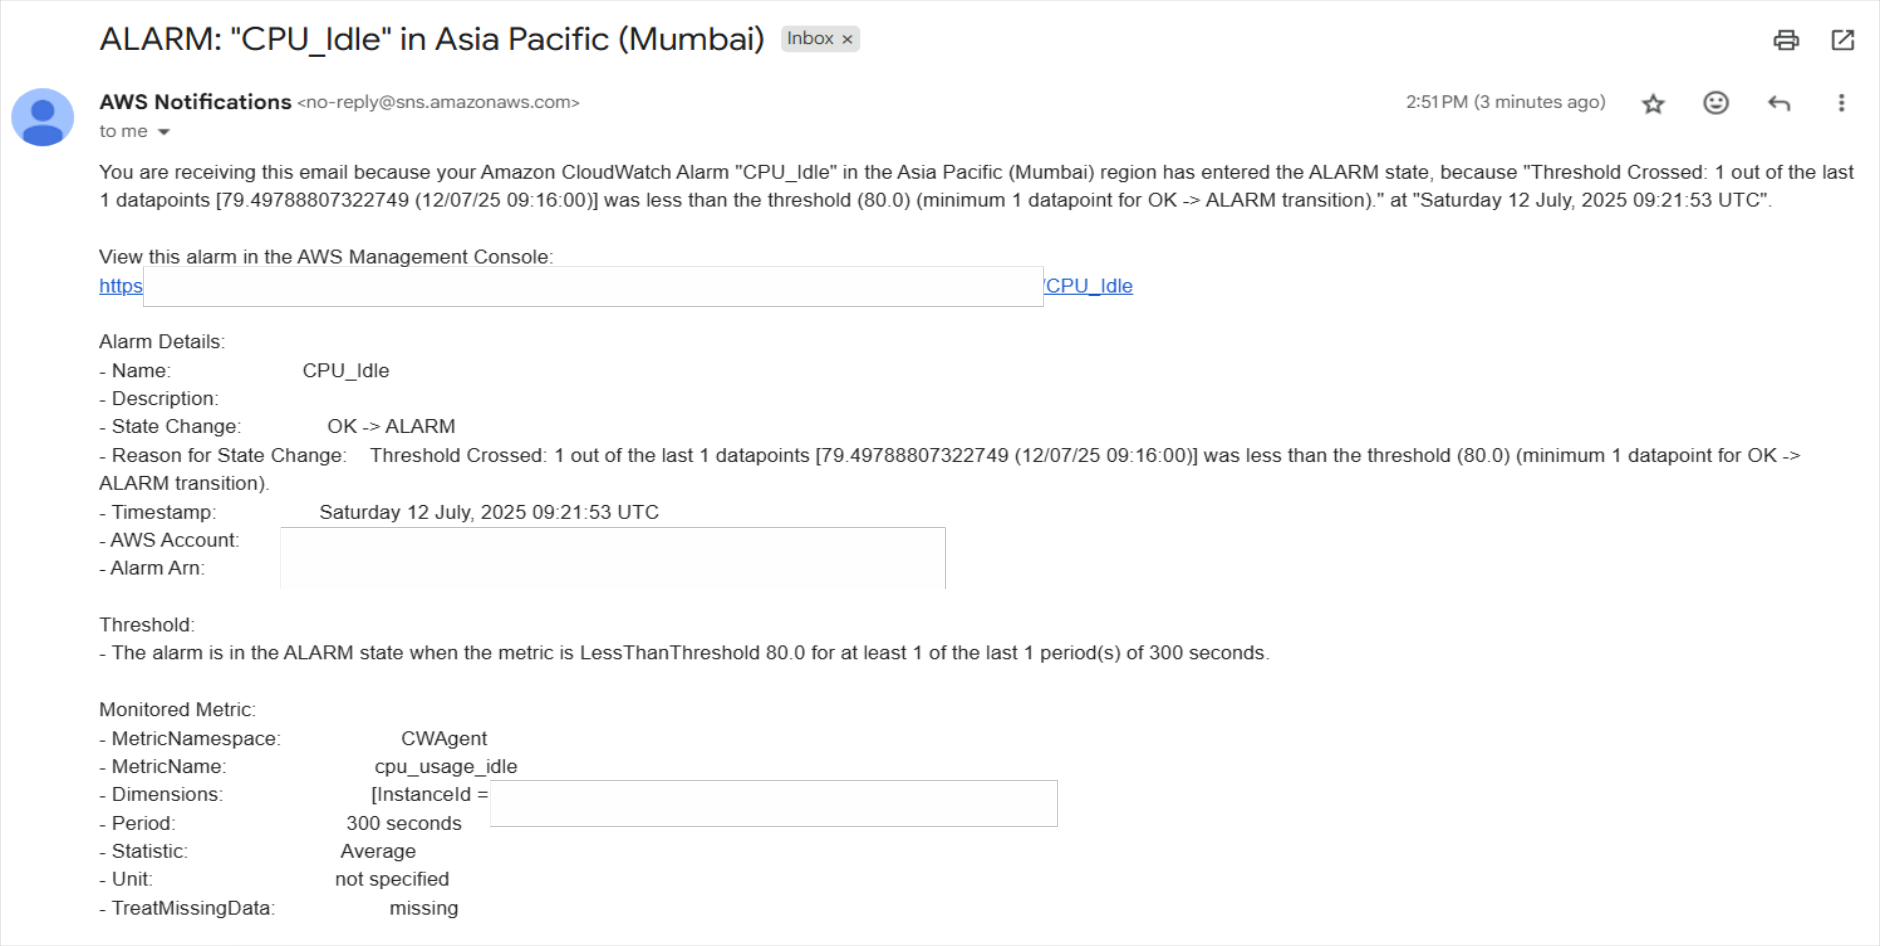 ALARM: "CPU_Idle" in Asia Pacific (Mumbai) Inbox ×
AWS Notifications <no-reply@sns.amazonaws.com> 2:51 PM (3 minutes ago)
to me
You are receiving this email because your Amazon CloudWatch Alarm "CPU_Idle" in the Asia Pacific (Mumbai) region has entered the ALARM state, because "Threshold Crossed: 1 out of the last
1 datapoints [79.49788807322749 (12/07/25 09:16:00)] was less than the threshold (80.0) (minimum 1 datapoint for OK -> ALARM transition)." at "Saturday 12 July, 2025 09:21:53 UTC".
View this alarm in the AWS Management Console:
https /CPU_Idle
Alarm Details:
- Name: CPU_Idle
- Description:
- State Change: OK -> ALARM
- Reason for State Change: Threshold Crossed: 1 out of the last 1 datapoints [79.49788807322749 (12/07/25 09:16:00)] was less than the threshold (80.0) (minimum 1 datapoint for OK ->
ALARM transition).
- Timestamp: Saturday 12 July, 2025 09:21:53 UTC
- AWS Account:
- Alarm Arn:
Threshold:
- The alarm is in the ALARM state when the metric is LessThanThreshold 80.0 for at least 1 of the last 1 period(s) of 300 seconds.
Monitored Metric:
- MetricNamespace: CWAgent
- MetricName: cpu_usage_idle
- Dimensions: [InstanceId =
- Period: 300 seconds
- Statistic: Average
- Unit: not specified
- TreatMissingData: missing